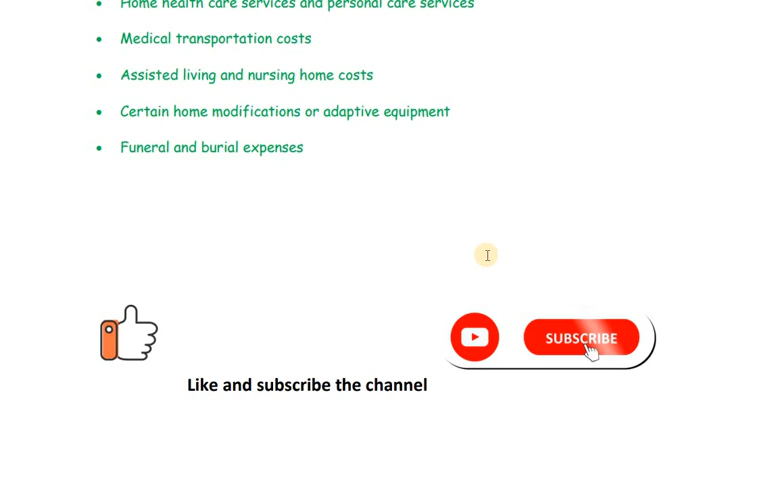 Home health care services and personal care services
Medical transportation costs
Assisted living and nursing home costs
Certain home modifications or adaptive equipment
Funeral and burial expenses
SUBSCRIBE
Like and subscribe the channel